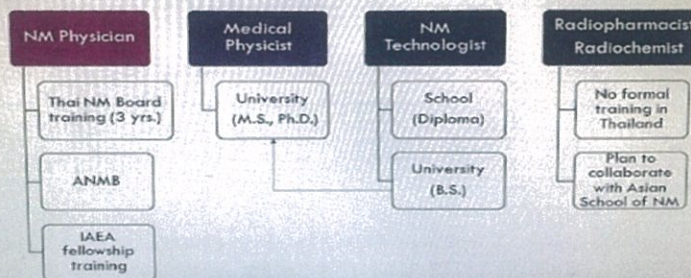 NM Physician
Thai NM Board
training (3 yrs.)
ANMB
IAEA
fellowship
training
Medical
Physicist
University
(M.S., Ph.D.)
NM
Technologist
School
(Diploma)
University
(B.S.)
Radiopharmacist
Radiochemist
No formal
training in
Thailand
Plan to
collaborate
with Asian
School of NM